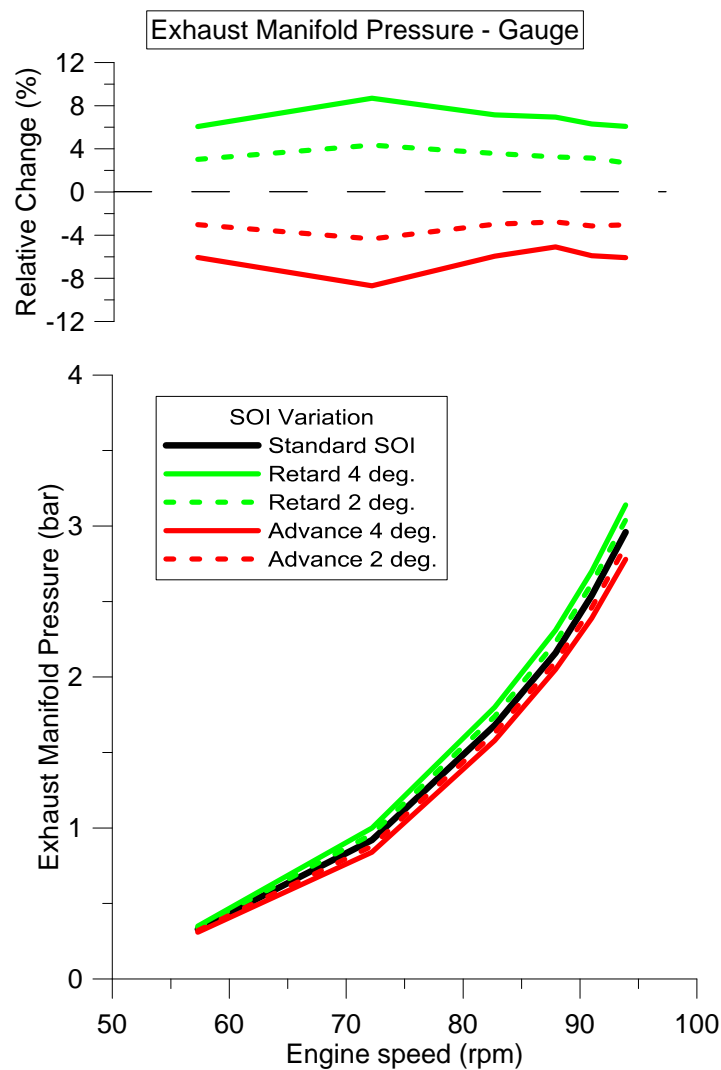 Exhaust Manifold Pressure - Gauge
Relative Change (%)
12
8
4
0
-4
-8
-12
Exhaust Manifold Pressure (bar)
4
3
2
1
0
SOI Variation
Standard SOI
Retard 4 deg.
Retard 2 deg.
Advance 4 deg.
Advance 2 deg.
50 60 70 80 90 100
Engine speed (rpm)